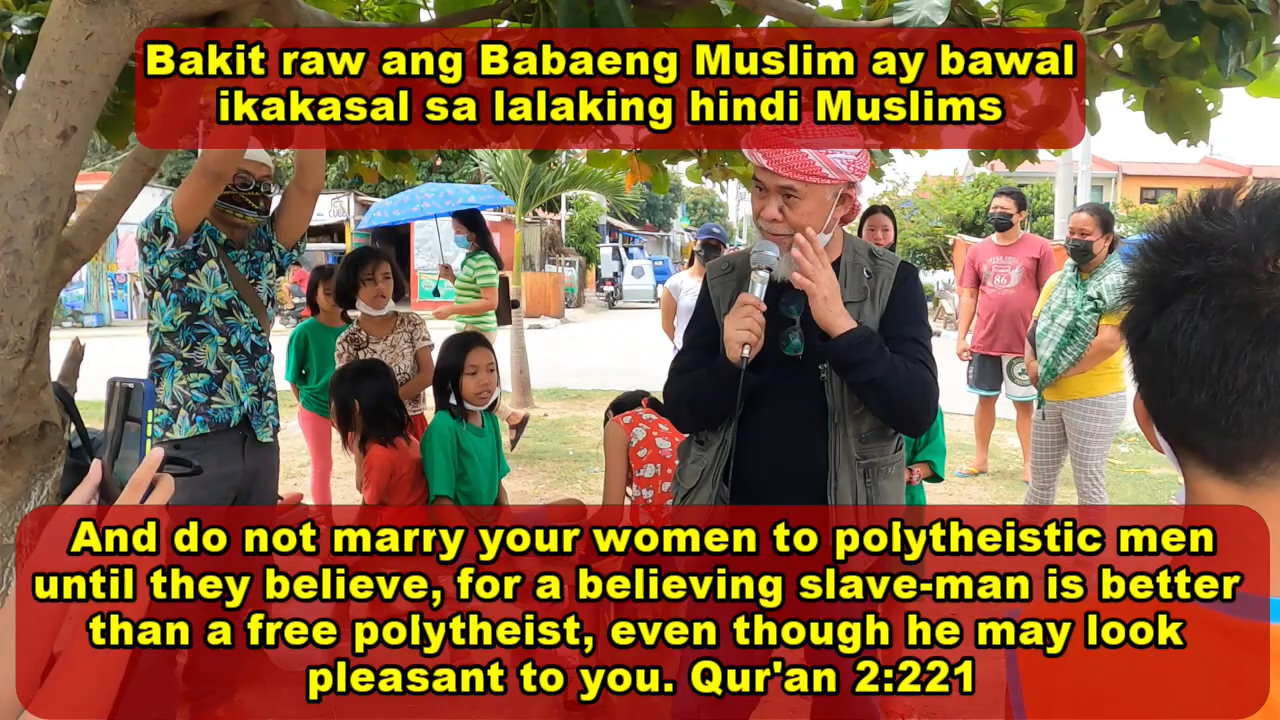 Bakit raw ang Babaeng Muslim ay bawal
ikakasal sa lalaking hindi Muslims
CUBE
86
And do not marry your women to polytheistic men
until they believe, for a believing slave-man is better
than a free polytheist, even though he may look
pleasant to you. Qur'an 2:221